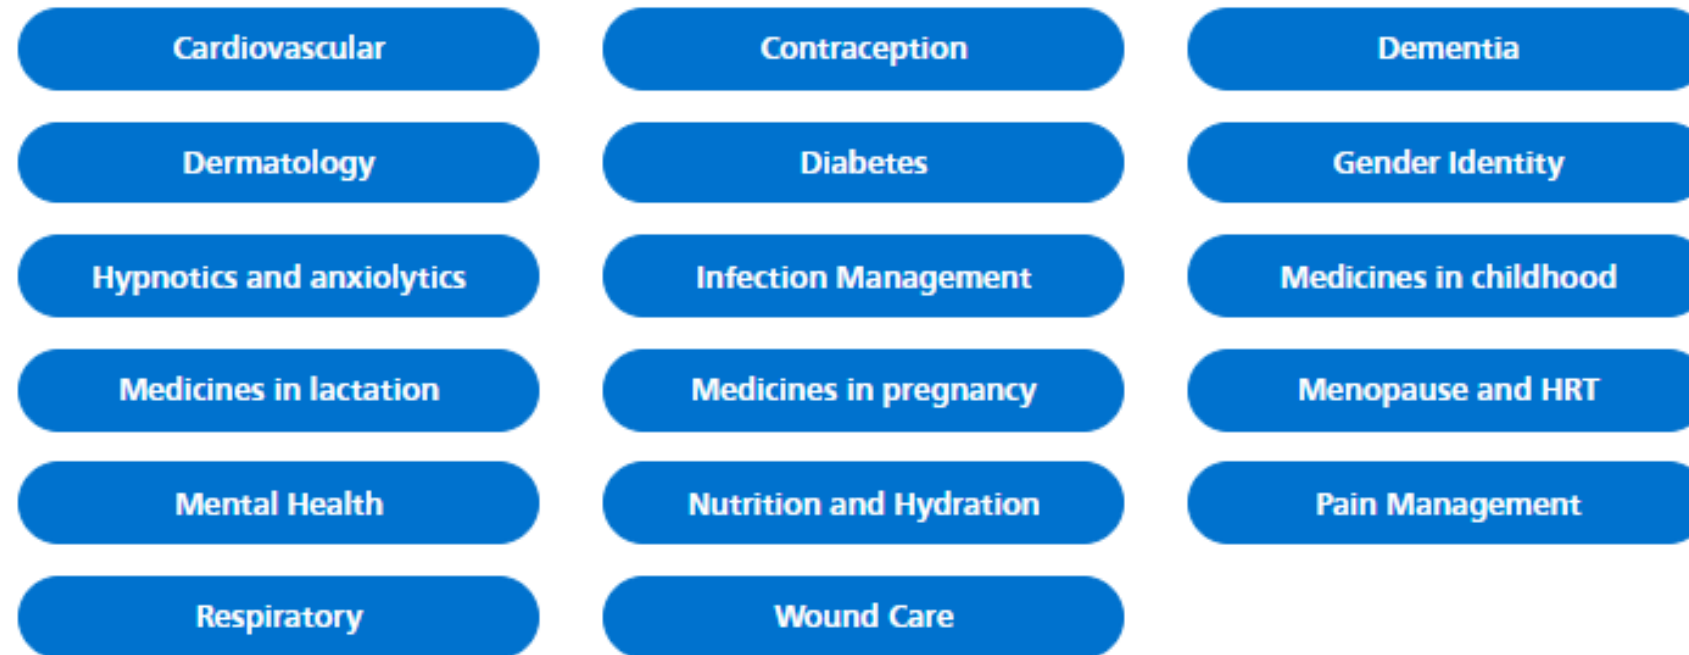 Cardiovascular
Contraception
Dementia
Dermatology
Diabetes
Gender Identity
Hypnotics and anxiolytics
Infection Management
Medicines in childhood
Medicines in lactation
Medicines in pregnancy
Menopause and HRT
Mental Health
Nutrition and Hydration
Pain Management
Respiratory
Wound Care